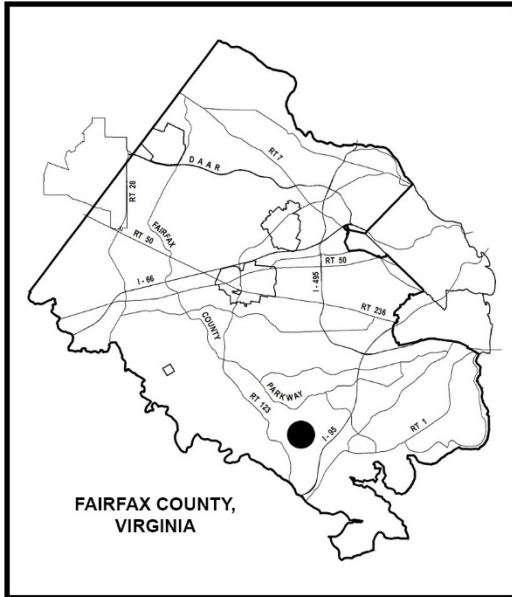 RT 7
DAAR
RT 28
FAIRFAX
RT 50
RT 50
I - 66
I-495
RT 236
COUNTY
PARKWAY
RT 123
I - 95
RT 1
FAIRFAX COUNTY,
VIRGINIA